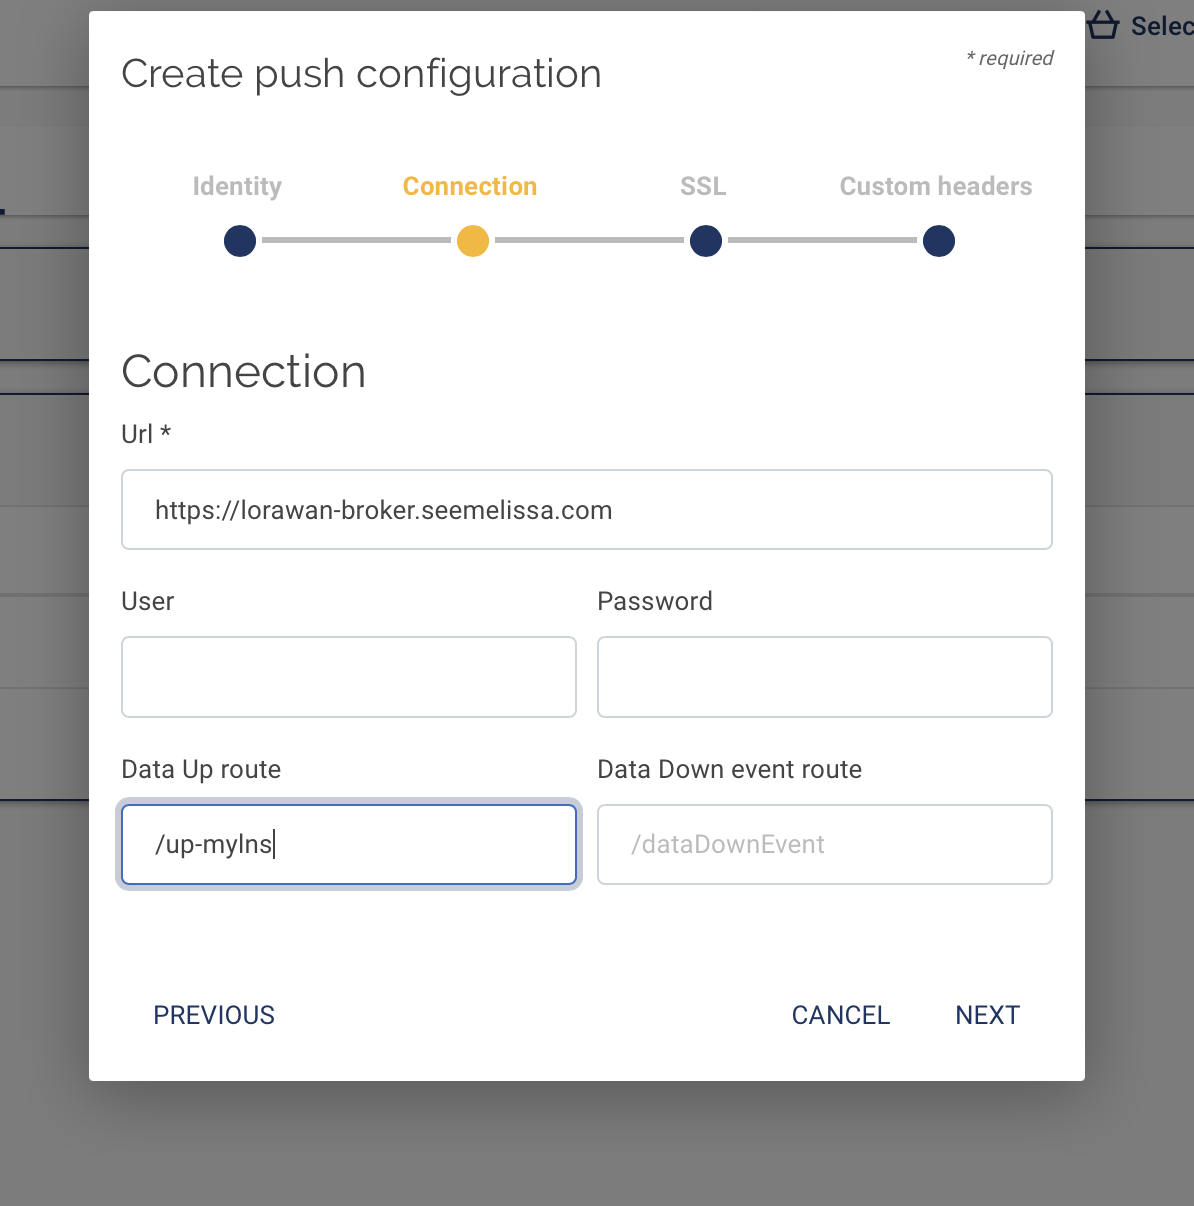 Selec
Create push configuration
* required
Identity
Connection
SSL
Custom headers
Connection
Url *
https://lorawan-broker.seemelissa.com
User
Password
Data Up route
Data Down event route
/up-mylns
/dataDownEvent
PREVIOUS
CANCEL
NEXT